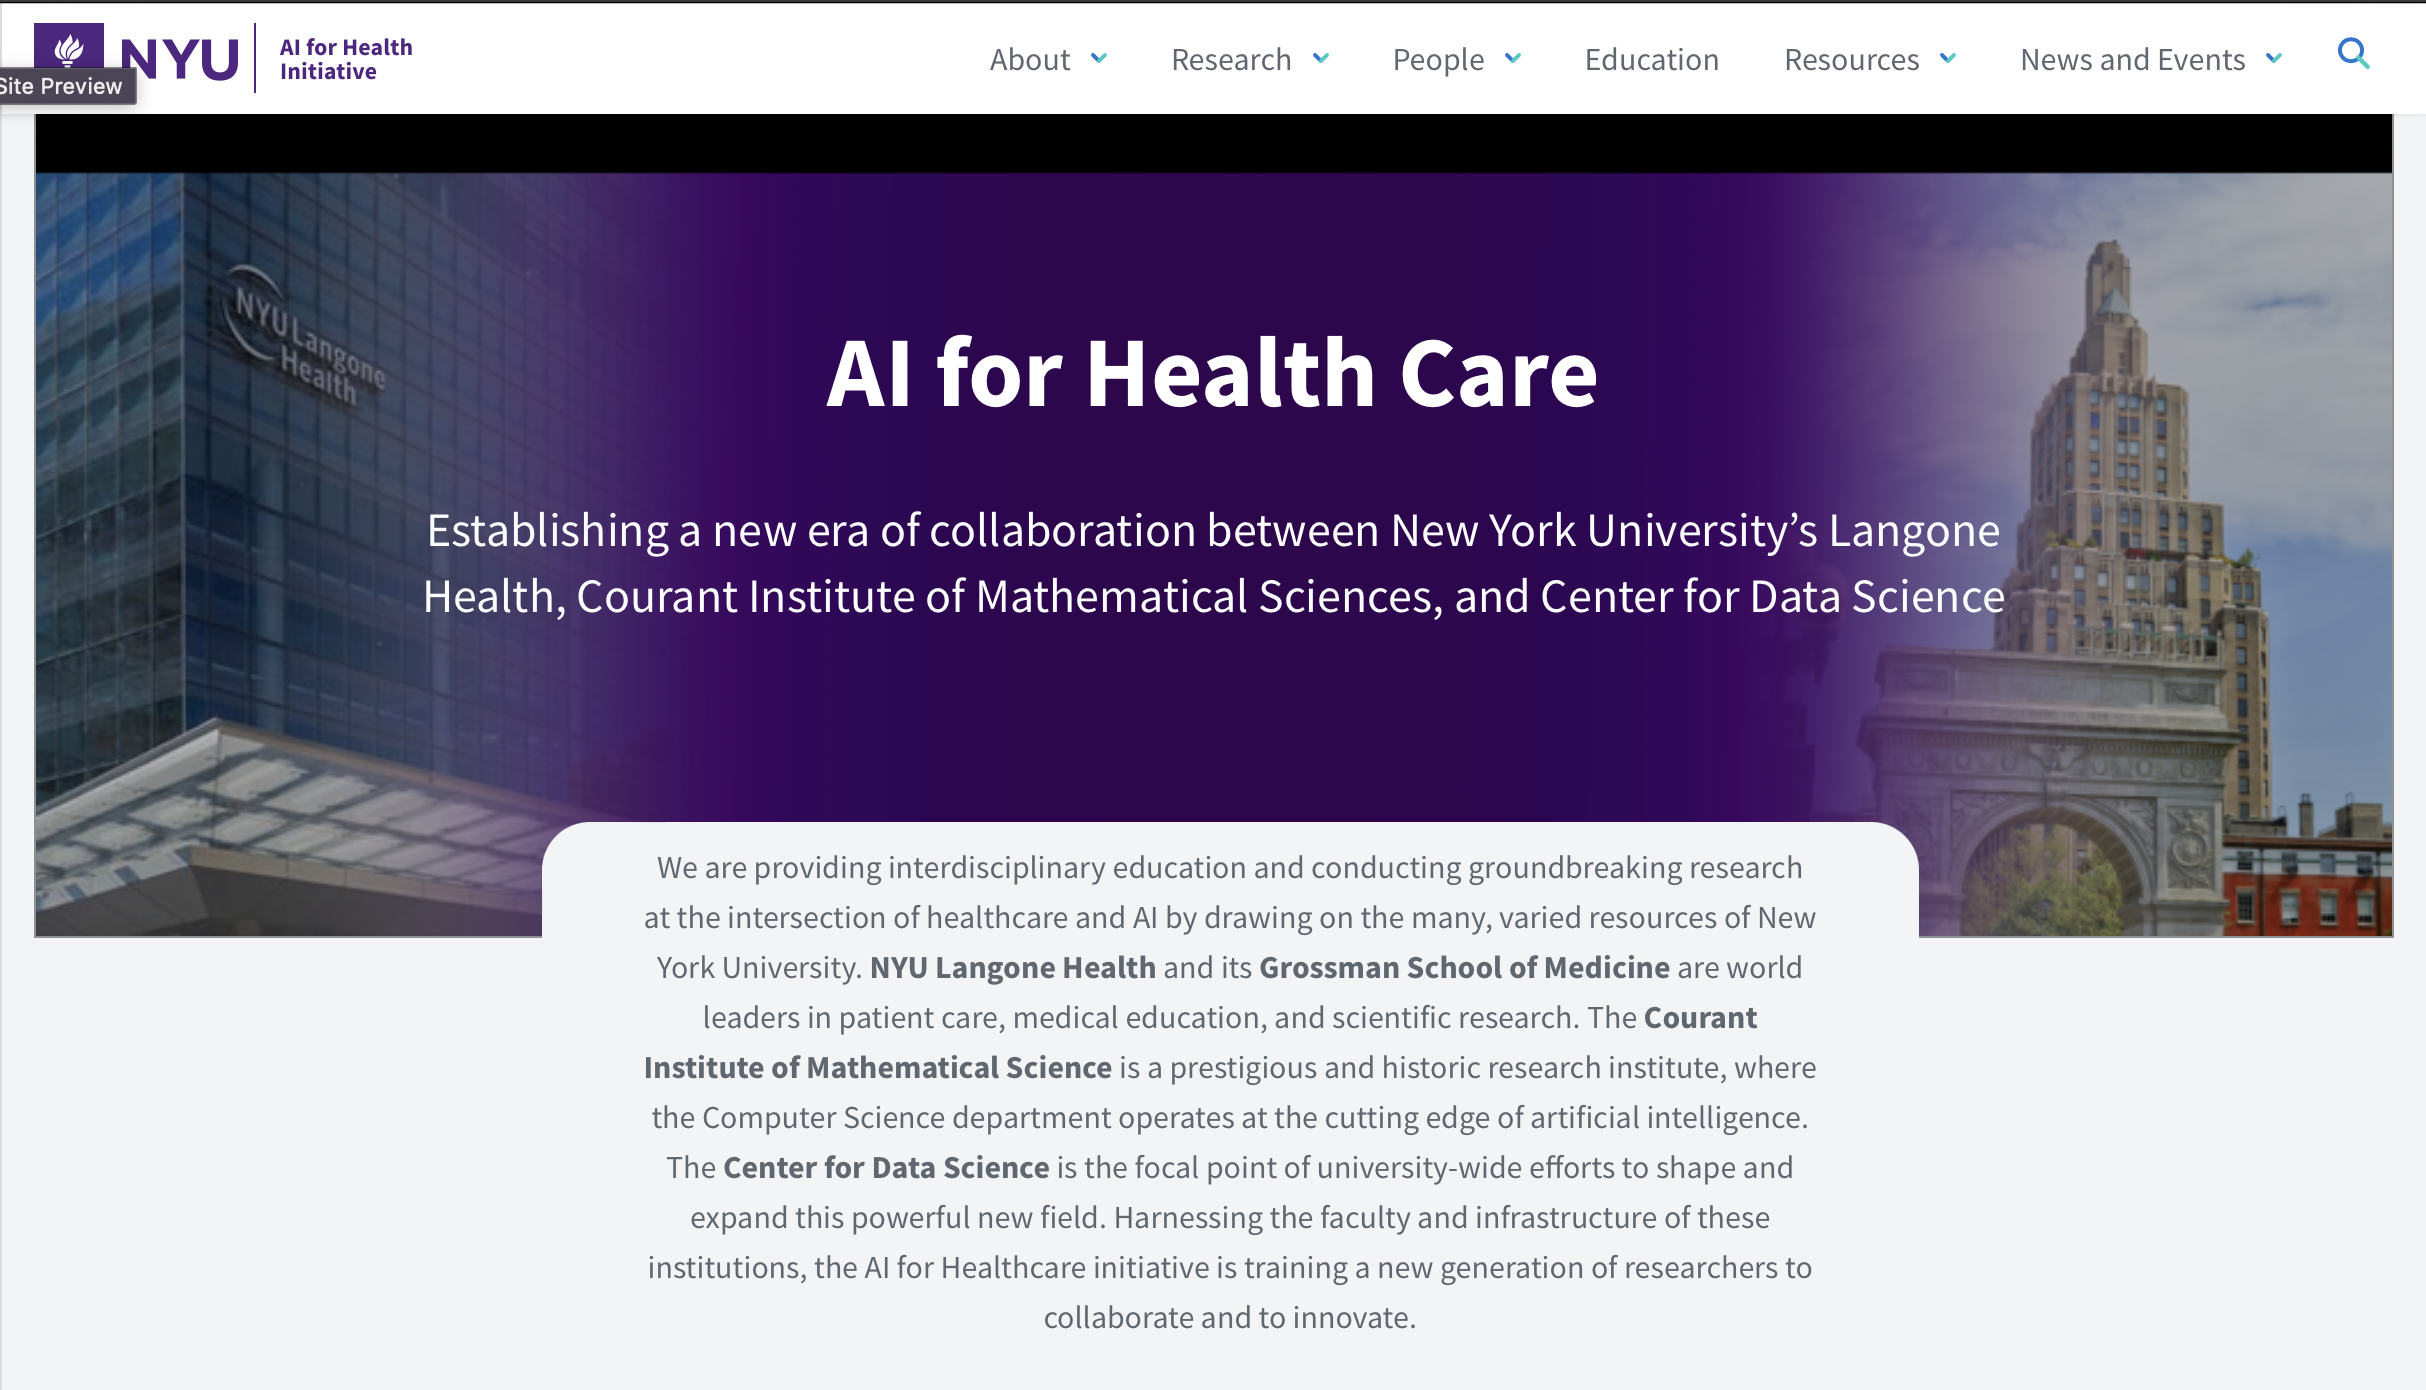 NYU
AI for Health
Initiative
Site Preview
About
Research
People
Education
Resources
News and Events
NYU Langone
Health
AI for Health Care
Establishing a new era of collaboration between New York University’s Langone
Health, Courant Institute of Mathematical Sciences, and Center for Data Science
We are providing interdisciplinary education and conducting groundbreaking research
at the intersection of healthcare and AI by drawing on the many, varied resources of New
York University. NYU Langone Health and its Grossman School of Medicine are world
leaders in patient care, medical education, and scientific research. The Courant
Institute of Mathematical Science is a prestigious and historic research institute, where
the Computer Science department operates at the cutting edge of artificial intelligence.
The Center for Data Science is the focal point of university-wide efforts to shape and
expand this powerful new field. Harnessing the faculty and infrastructure of these
institutions, the AI for Healthcare initiative is training a new generation of researchers to
collaborate and to innovate.